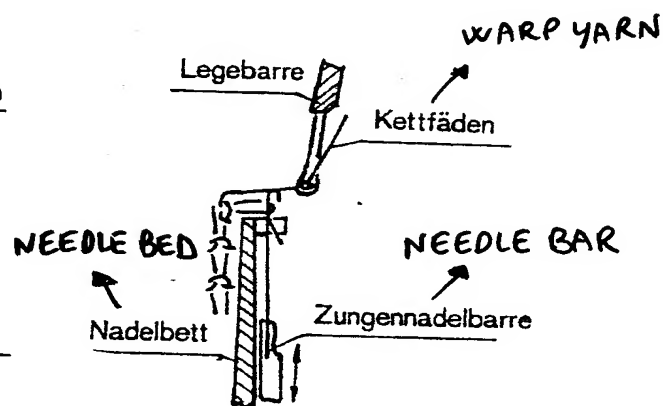 WARP YARN
Legebarre
Kettfäden
NEEDLE BED
NEEDLE BAR
Nadelbett
Zungennadelbarre